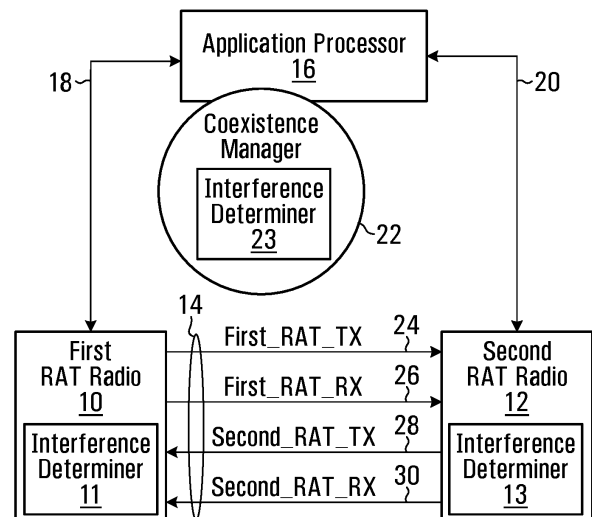 Application Processor
16
18
20
Coexistence
Manager
Interference
Determiner
23
22
14
First
RAT Radio
10
Interference
Determiner
11
First_RAT_TX
24
First_RAT_RX
26
Second_RAT_TX
28
Second_RAT_RX
30
Second
RAT Radio
12
Interference
Determiner
13